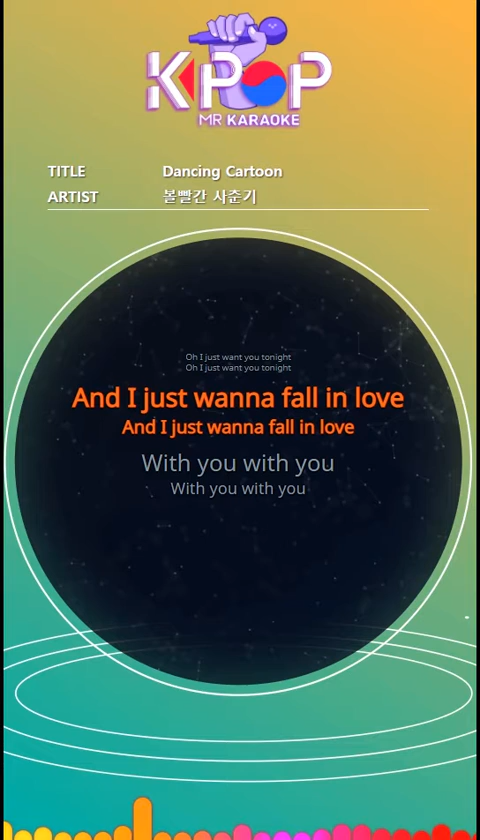 KPOP
MR KARAOKE
TITLE Dancing Cartoon
ARTIST 볼빨간 사춘기
Oh I just want you tonight
Oh I just want you tonight
And I just wanna fall in love
And I just wanna fall in love
With you with you
With you with you